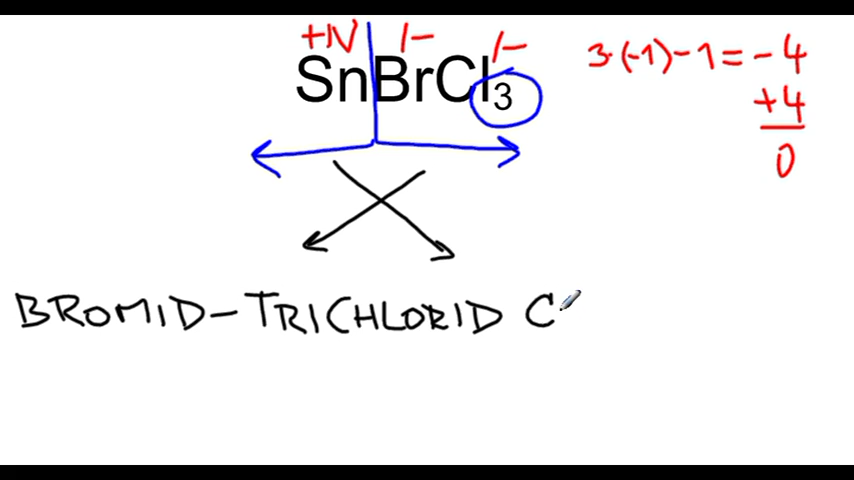 +IV 1- 1-
SnBrCl3
3·(-1)-1=-4
+4
0
BROMID-TRICHLORID C